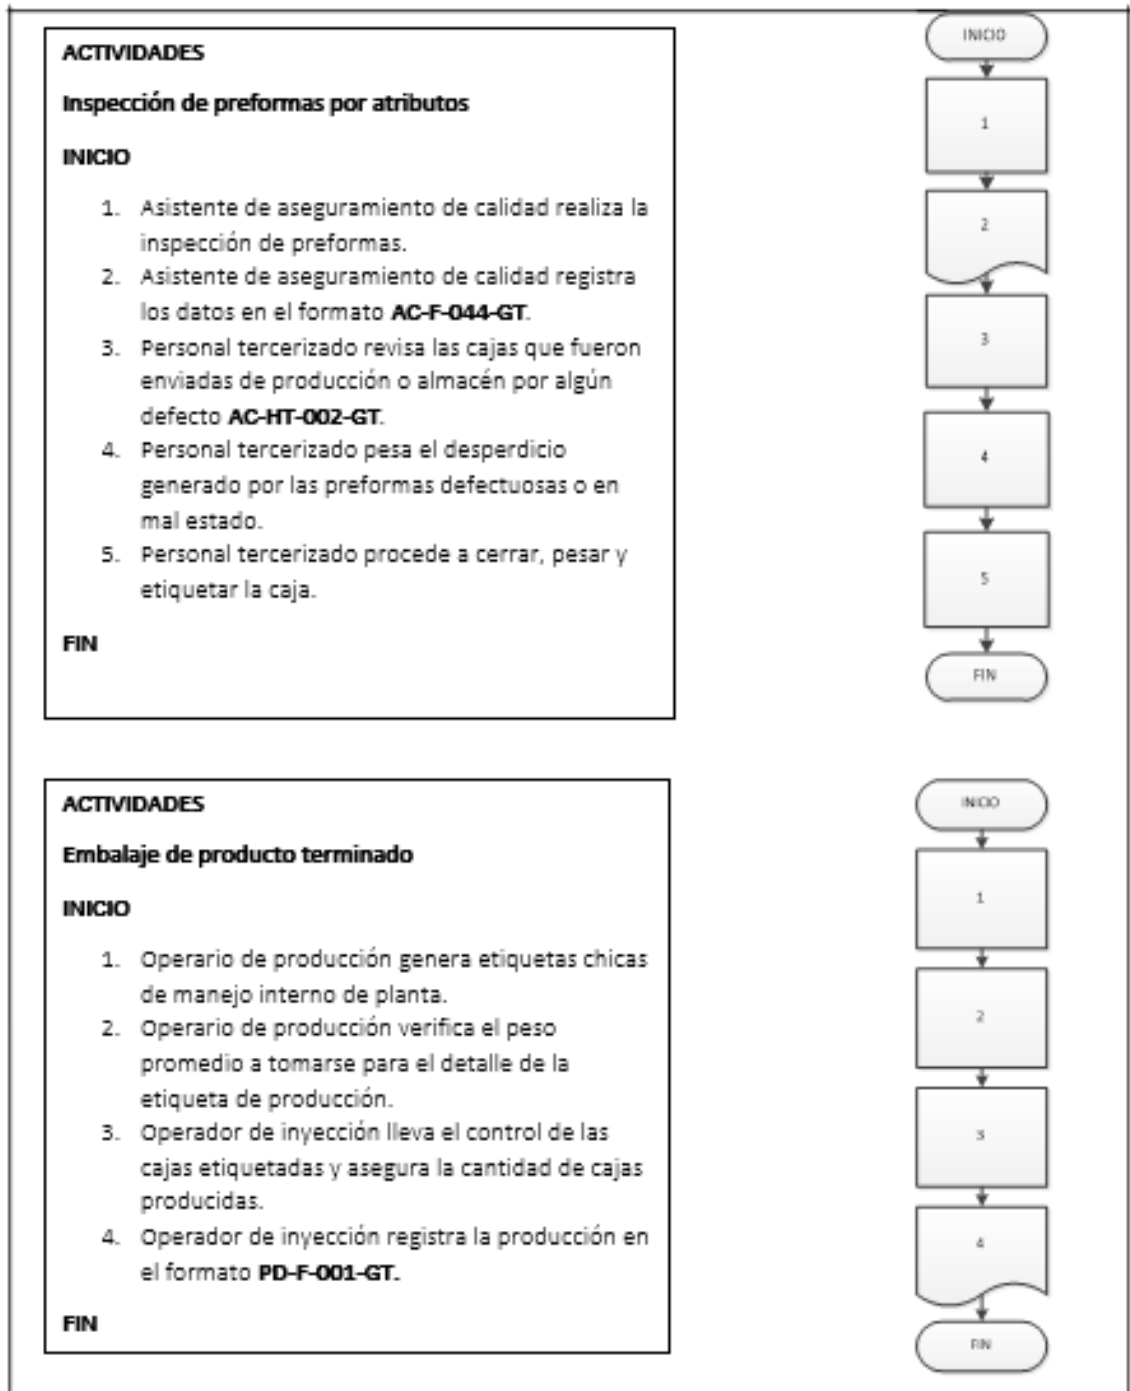 ACTIVIDADES
Inspección de preformas por atributos
INICIO
1. Asistente de aseguramiento de calidad realiza la
inspección de preformas.
2. Asistente de aseguramiento de calidad registra
los datos en el formato AC-F-044-GT.
3. Personal tercerizado revisa las cajas que fueron
enviadas de producción o almacén por algún
defecto AC-HT-002-GT.
4. Personal tercerizado pesa el desperdicio
generado por las preformas defectuosas o en
mal estado.
5. Personal tercerizado procede a cerrar, pesar y
etiquetar la caja.
FIN
INICIO
1
2
3
4
5
FIN
ACTIVIDADES
Embalaje de producto terminado
INICIO
1. Operario de producción genera etiquetas chicas
de manejo interno de planta.
2. Operario de producción verifica el peso
promedio a tomarse para el detalle de la
etiqueta de producción.
3. Operador de inyección lleva el control de las
cajas etiquetadas y asegura la cantidad de cajas
producidas.
4. Operador de inyección registra la producción en
el formato PD-F-001-GT.
FIN
INICIO
1
2
3
4
FIN